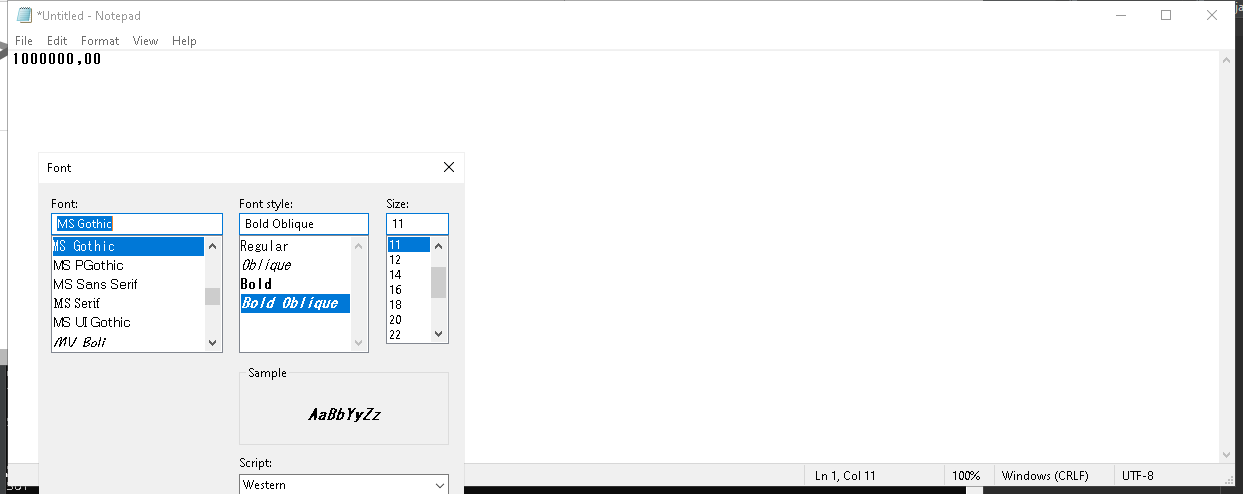 *Untitled - Notepad
File Edit Format View Help
1000000,00
Font
Font: Font style: Size:
MS Gothic Bold Oblique 11
MS Gothic Regular 11
MS PGothic Oblique 12
MS Sans Serif Bold 14
MS Serif Bold Oblique 16
MS UI Gothic 18
MV Boli 20
22
Sample
AaBbYyZz
Script:
Western
Ln 1, Col 11 100% Windows (CRLF) UTF-8